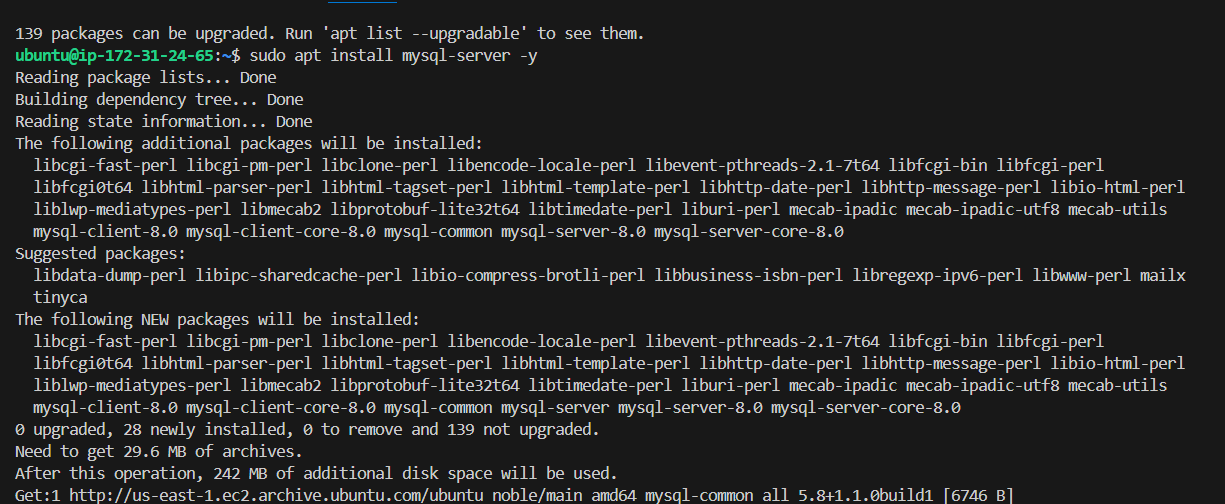 139 packages can be upgraded. Run 'apt list --upgradable' to see them.
ubuntu@ip-172-31-24-65:~$ sudo apt install mysql-server -y
Reading package lists... Done
Building dependency tree... Done
Reading state information... Done
The following additional packages will be installed:
  libcgi-fast-perl libcgi-pm-perl libclone-perl libencode-locale-perl libevent-pthreads-2.1-7t64 libfcgi-bin libfcgi-perl
  libfcgi0t64 libhtml-parser-perl libhtml-tagset-perl libhtml-template-perl libhttp-date-perl libhttp-message-perl libio-html-perl
  liblwp-mediatypes-perl libmecab2 libprotobuf-lite32t64 libtimedate-perl liburi-perl mecab-ipadic mecab-ipadic-utf8 mecab-utils
  mysql-client-8.0 mysql-client-core-8.0 mysql-common mysql-server-8.0 mysql-server-core-8.0
Suggested packages:
  libdata-dump-perl libipc-sharedcache-perl libio-compress-brotli-perl libbusiness-isbn-perl libregexp-ipv6-perl libwww-perl mailx
  tinyca
The following NEW packages will be installed:
  libcgi-fast-perl libcgi-pm-perl libclone-perl libencode-locale-perl libevent-pthreads-2.1-7t64 libfcgi-bin libfcgi-perl
  libfcgi0t64 libhtml-parser-perl libhtml-tagset-perl libhtml-template-perl libhttp-date-perl libhttp-message-perl libio-html-perl
  liblwp-mediatypes-perl libmecab2 libprotobuf-lite32t64 libtimedate-perl liburi-perl mecab-ipadic mecab-ipadic-utf8 mecab-utils
  mysql-client-8.0 mysql-client-core-8.0 mysql-common mysql-server mysql-server-8.0 mysql-server-core-8.0
0 upgraded, 28 newly installed, 0 to remove and 139 not upgraded.
Need to get 29.6 MB of archives.
After this operation, 242 MB of additional disk space will be used.
Get:1 http://us-east-1.ec2.archive.ubuntu.com/ubuntu noble/main amd64 mysql-common all 5.8+1.1.0build1 [6746 B]